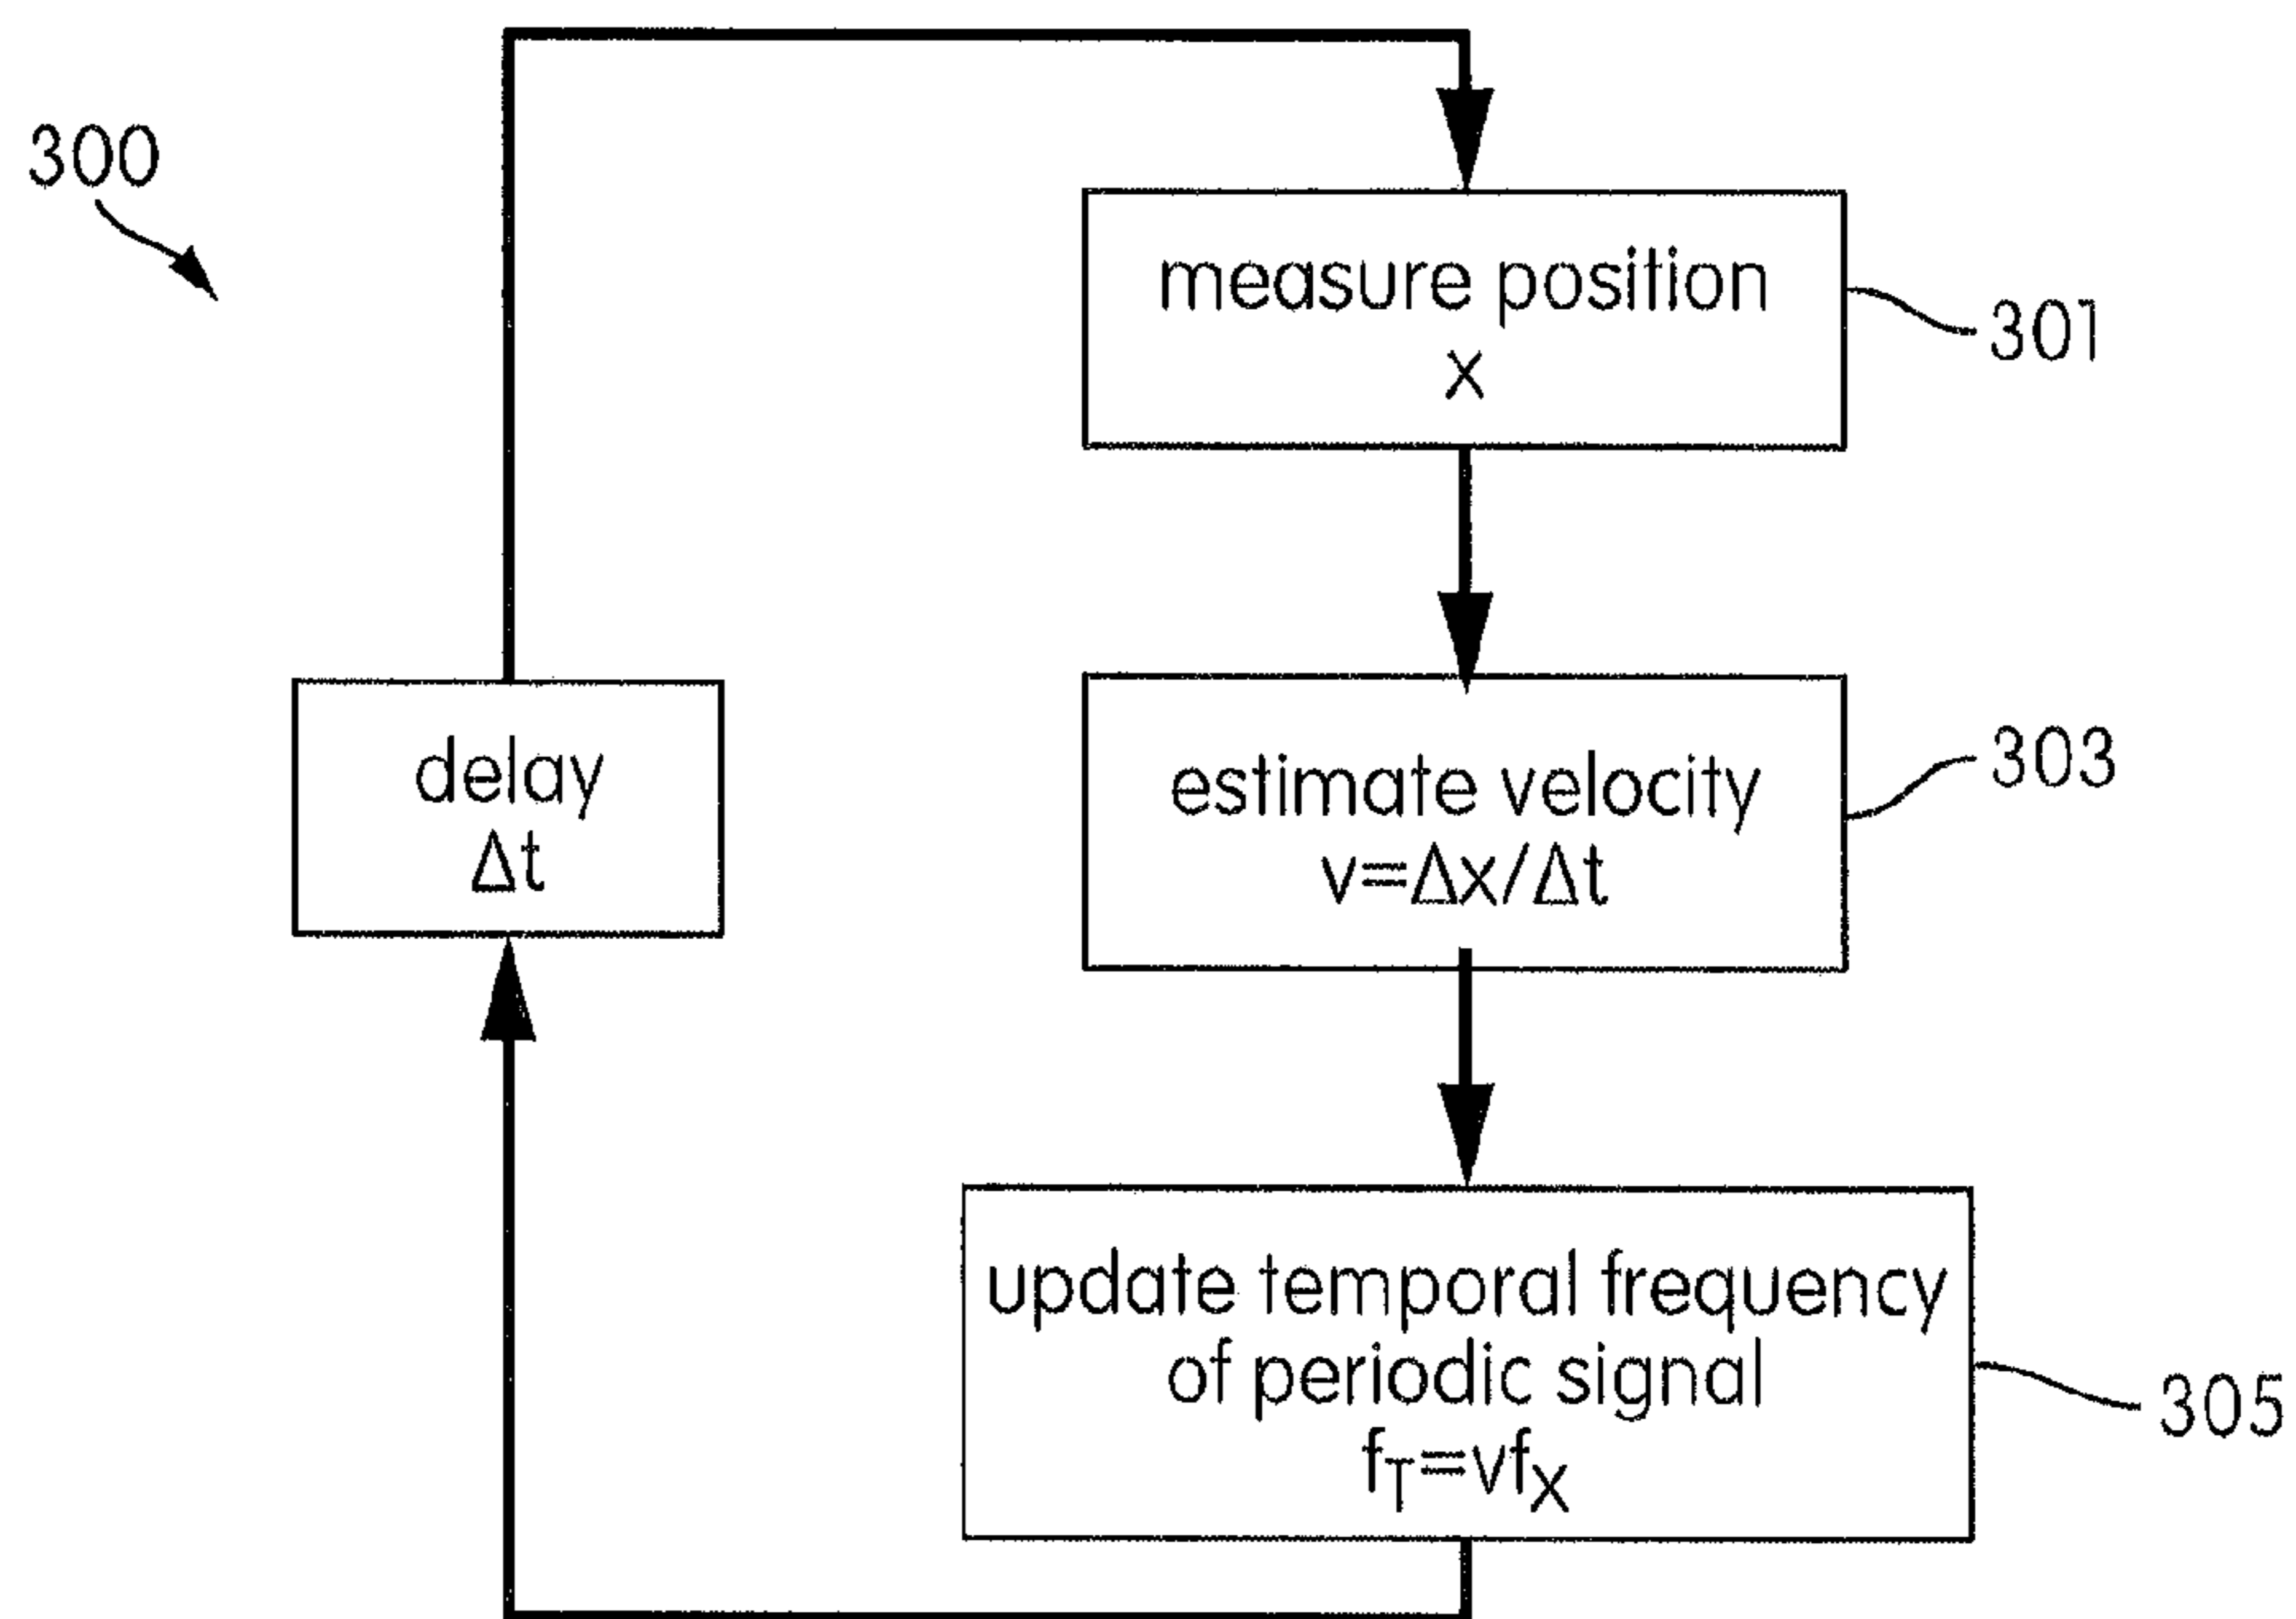 300
measure position
x
301
estimate velocity
v=Δx/Δt
303
delay
Δt
update temporal frequency
of periodic signal
fT=vfX
305